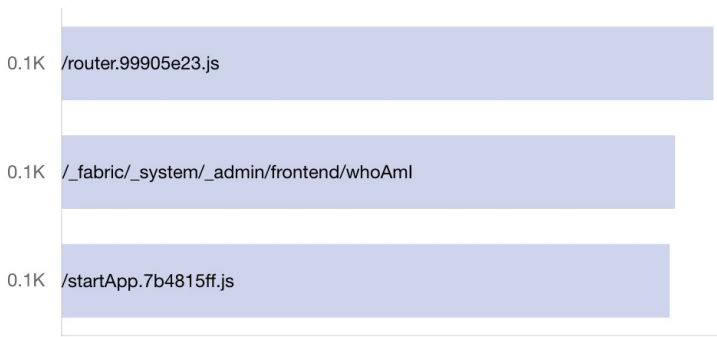 0.1K /router.99905e23.js
0.1K /_fabric/_system/_admin/frontend/whoAmI
0.1K /startApp.7b4815ff.js